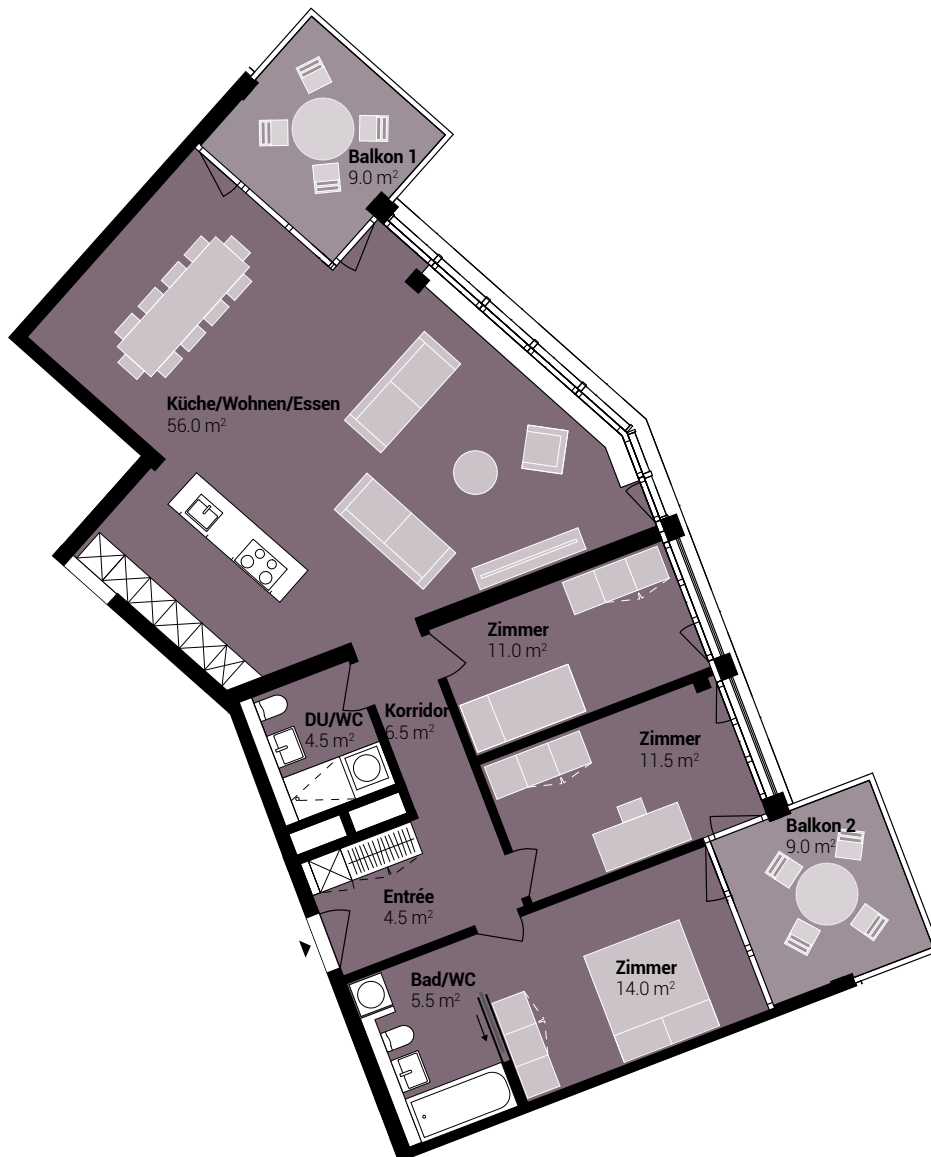 Balkon 1
9.0 m²
Küche/Wohnen/Essen
56.0 m²
Zimmer
11.0 m²
DU/WC
4.5 m²
Korridor
6.5 m²
Zimmer
11.5 m²
Balkon 2
9.0 m²
Entrée
4.5 m²
Zimmer
14.0 m²
Bad/WC
5.5 m²